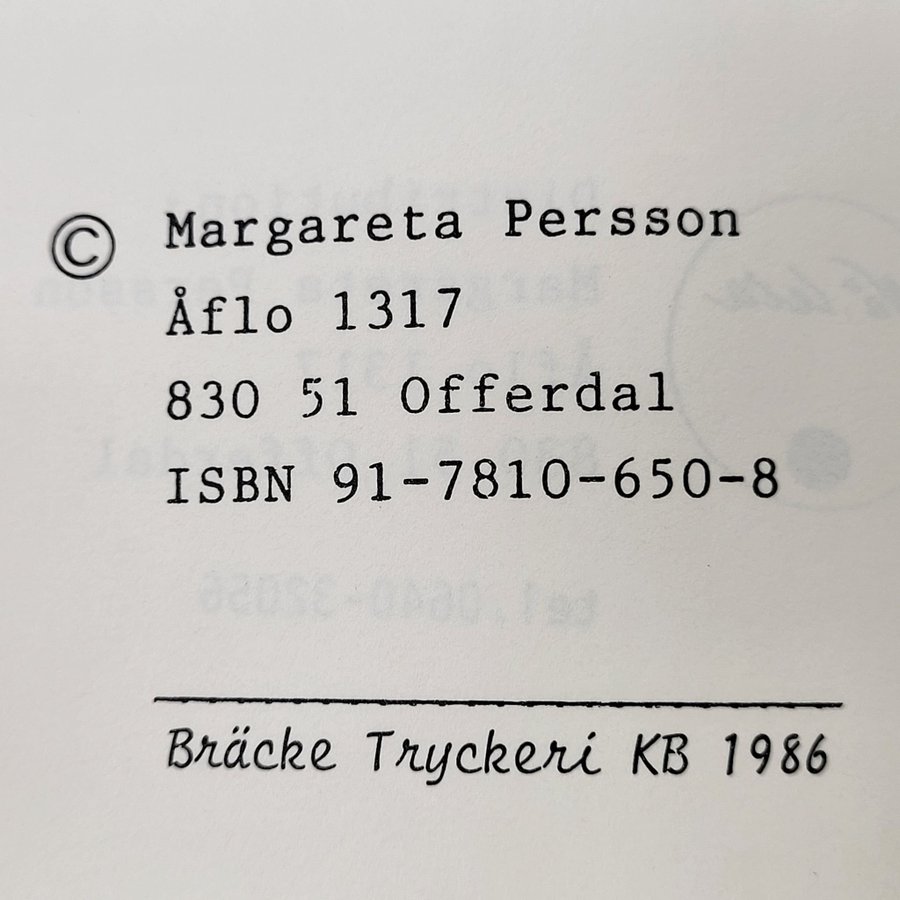 © Margareta Persson
Åflo 1317
830 51 Offerdal
ISBN 91-7810-650-8
Bräcke Tryckeri KB 1986